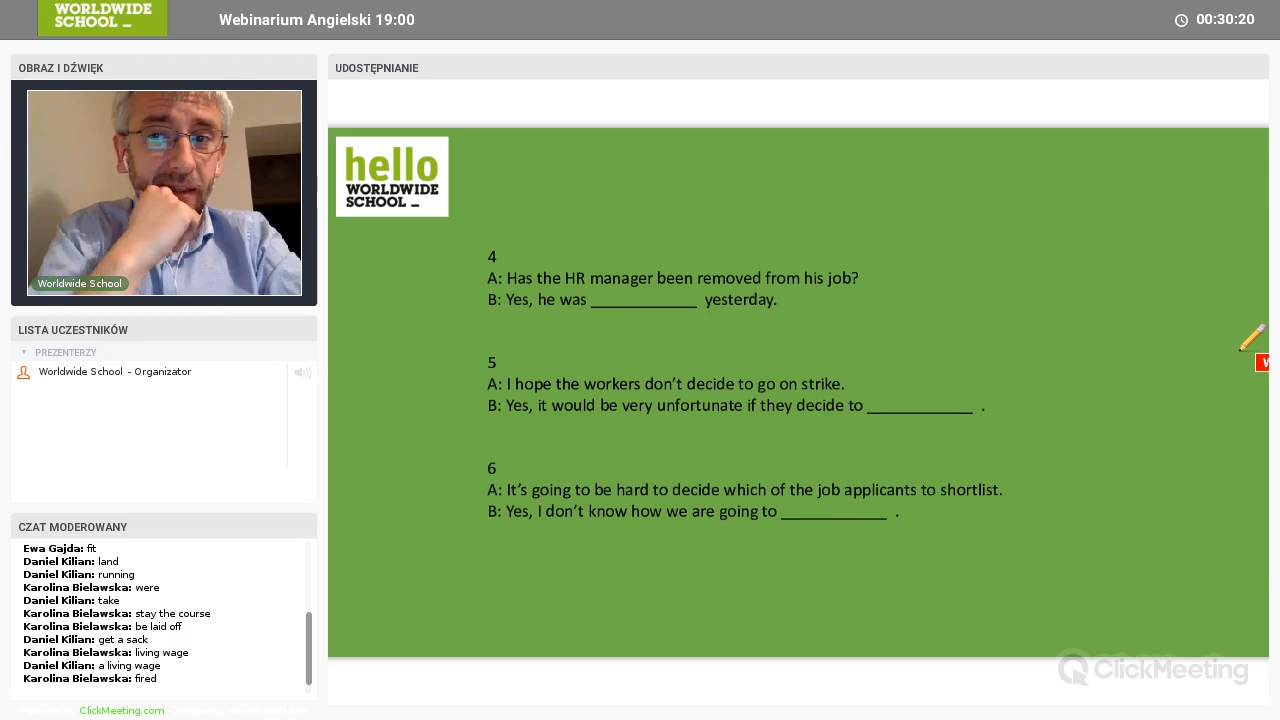 WORLDWIDE
SCHOOL _
Webinarium Angielski 19:00
00:30:20
OBRAZ I DŹWIĘK
Worldwide School
LISTA UCZESTNIKÓW
PREZENTERZY
Worldwide School - Organizator
CZAT MODEROWANY
Ewa Gajda: fit
Daniel Kilian: land
Daniel Kilian: running
Karolina Bielawska: were
Daniel Kilian: take
Karolina Bielawska: stay the course
Karolina Bielawska: be laid off
Daniel Kilian: get a sack
Karolina Bielawska: living wage
Daniel Kilian: a living wage
Karolina Bielawska: fired
ClickMeeting.com
UDOSTĘPNIANIE
hello
WORLDWIDE
SCHOOL _
4
A: Has the HR manager been removed from his job?
B: Yes, he was ____________ yesterday.
5
A: I hope the workers don’t decide to go on strike.
B: Yes, it would be very unfortunate if they decide to ____________ .
6
A: It’s going to be hard to decide which of the job applicants to shortlist.
B: Yes, I don’t know how we are going to ____________ .
ClickMeeting